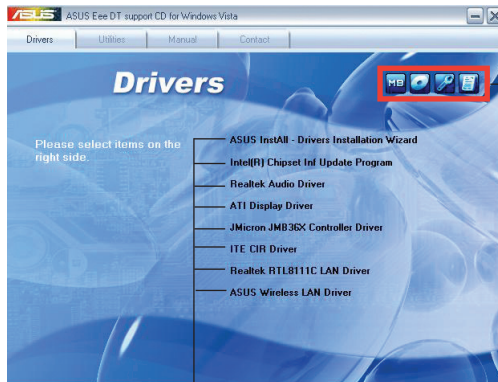 ASUS ASUS Eee DT support CD for Windows Vista
Drivers Utilities Manual Contact
Drivers
MB
Please select items on the
right side.
ASUS InstAll - Drivers Installation Wizard
Intel(R) Chipset Inf Update Program
Realtek Audio Driver
ATI Display Driver
JMicron JMB36X Controller Driver
ITE CIR Driver
Realtek RTL8111C LAN Driver
ASUS Wireless LAN Driver